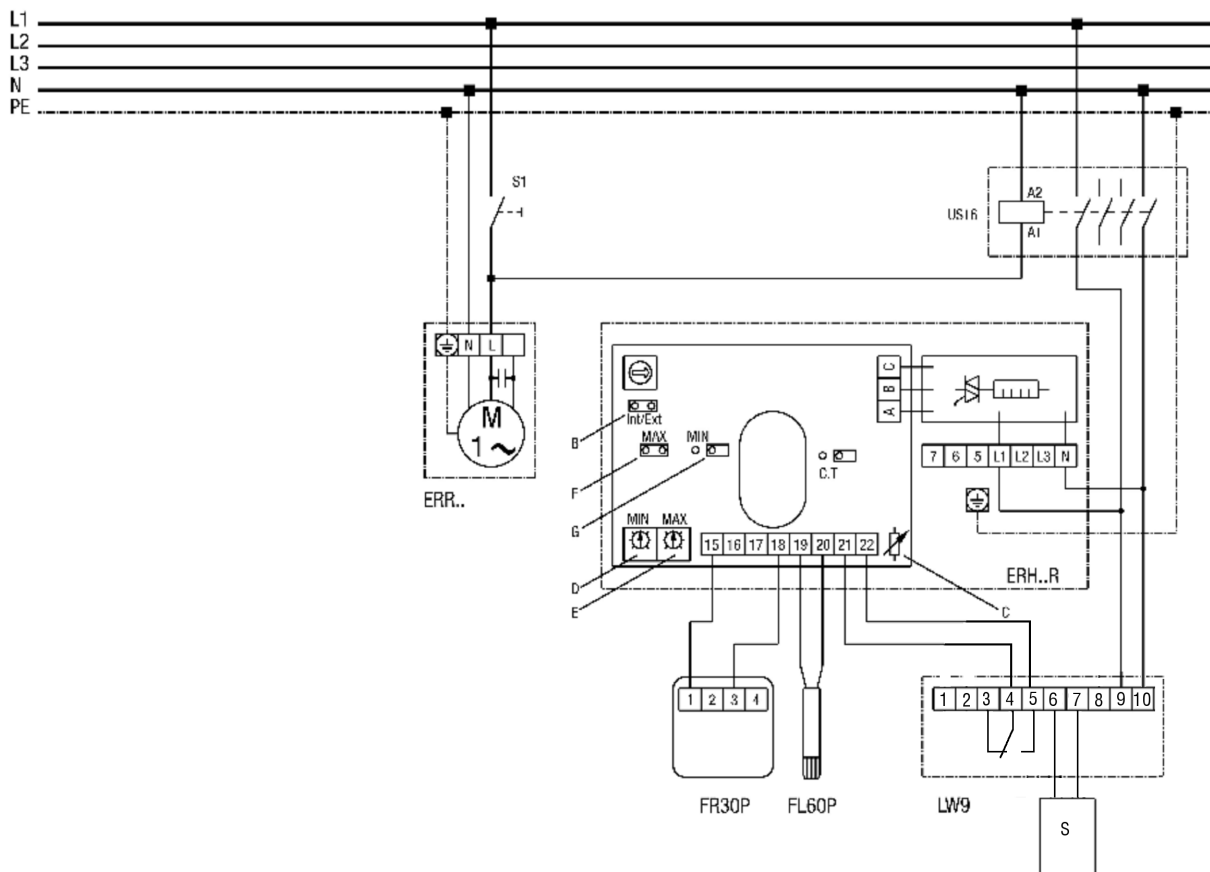 L1
L2
L3
N
PE
S1
A2
US16
A1
N L
M
1~
ERR..
Int/Ext
MAX MIN
C.T
B
F
G
D
E
MIN MAX
15 16 17 18 19 20 21 22
C
B
A
7 6 5 L1 L2 L3 N
ERH..R
C
1 2 3 4
FR30P
FL60P
1 2 3 4 5 6 7 8 9 10
LW9
S